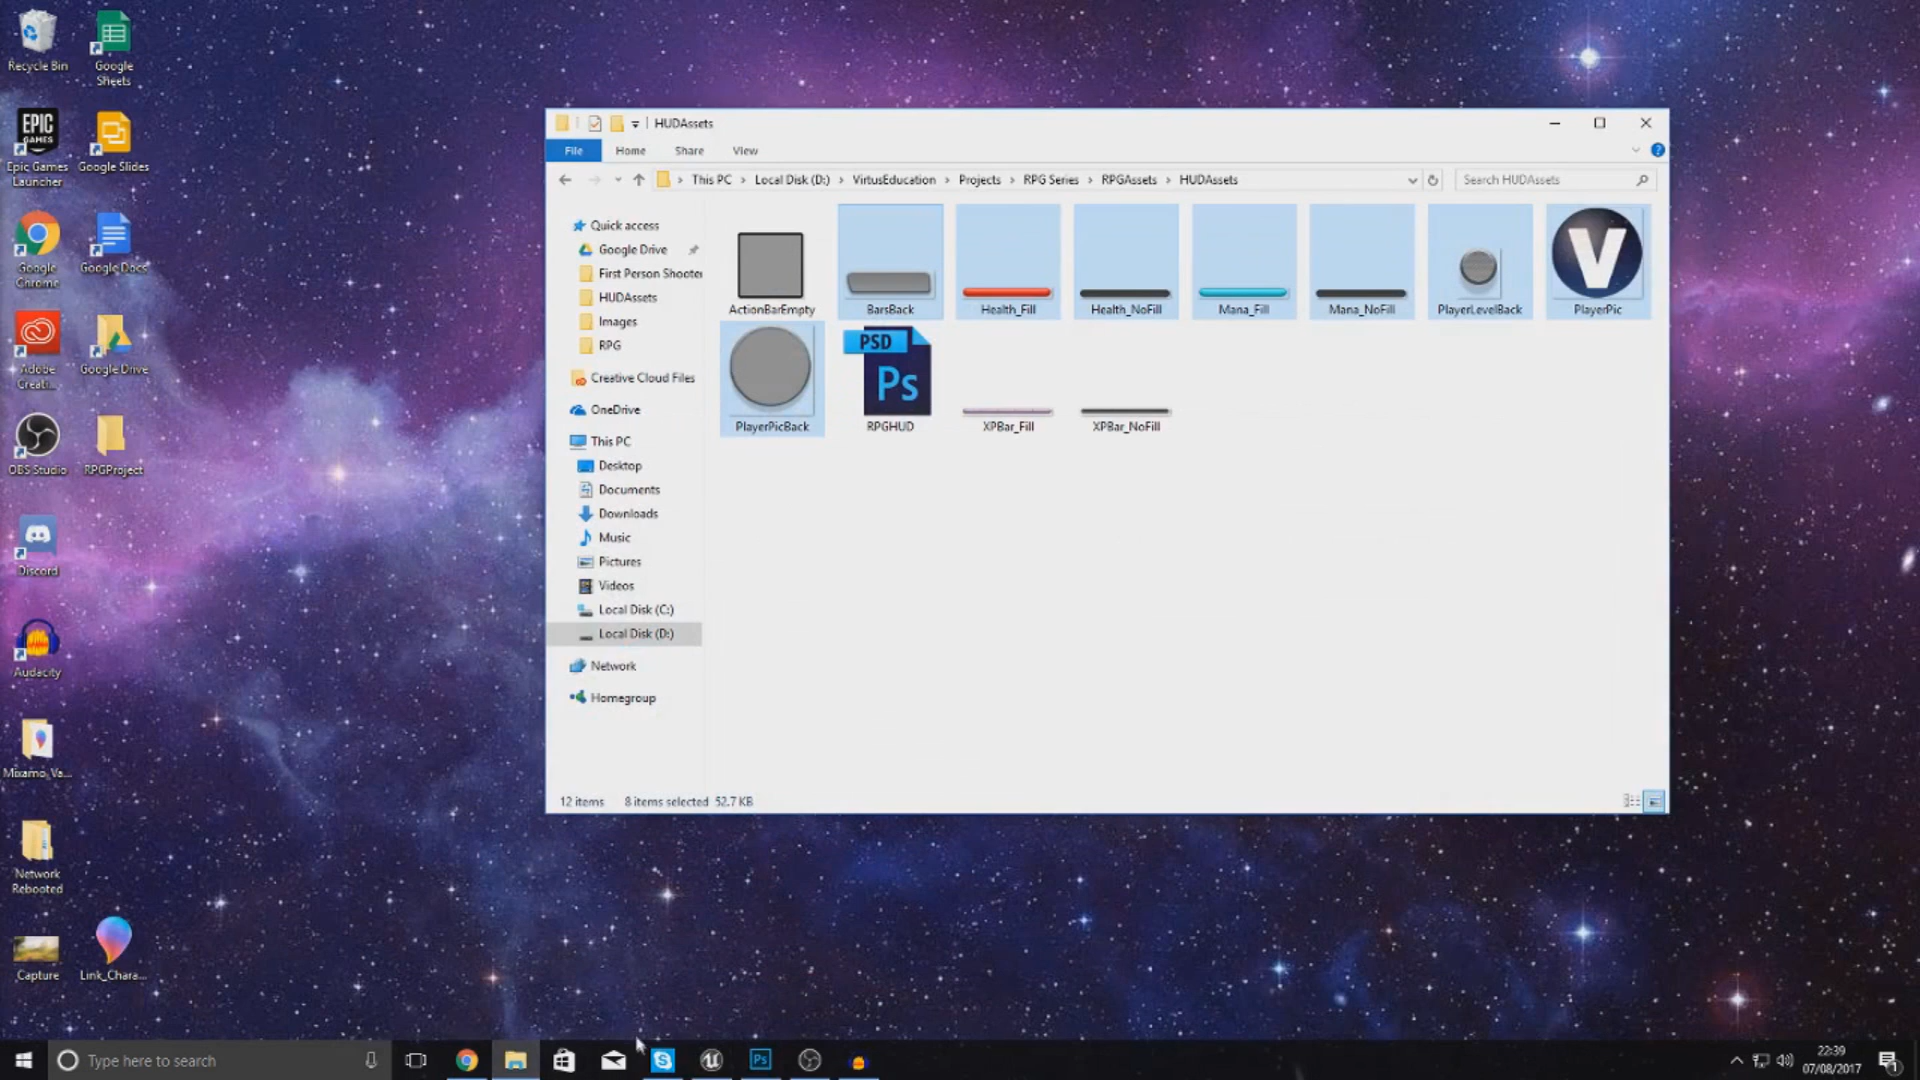 Recycle Bin
Google
Sheets
EPIC
GAMES
Epic Games
Launcher
Google Slides
Google
Chrome
Google Docs
Adobe
Creati...
Google Drive
OBS Studio
RPGProject
Discord
Audacity
Mixamo_Va...
Network
Rebooted
Capture
Link_Chara...
HUDAssets
File
Home
Share
View
This PC
Local Disk (D:)
VirtusEducation
Projects
RPG Series
RPGAssets
HUDAssets
Search HUDAssets
Quick access
Google Drive
First Person Shooter
HUDAssets
Images
RPG
Creative Cloud Files
OneDrive
This PC
Desktop
Documents
Downloads
Music
Pictures
Videos
Local Disk (C:)
Local Disk (D:)
Network
Homegroup
ActionBarEmpty
BarsBack
Health_Fill
Health_NoFill
Mana_Fill
Mana_NoFill
PlayerLevelBack
V
PlayerPic
PlayerPicBack
PSD
Ps
RPGHUD
XPBar_Fill
XPBar_NoFill
12 items
8 items selected 52.7 KB
Type here to search
Ps
22:39
07/08/2017
1